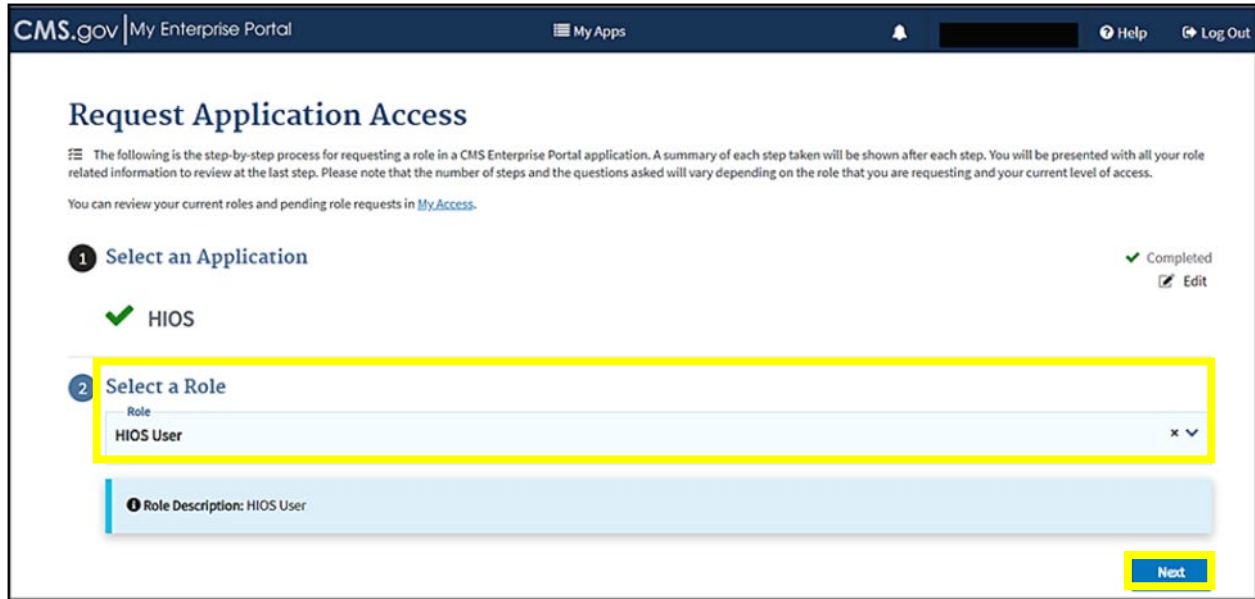 CMS.gov | My Enterprise Portal My Apps Help Log Out
Request Application Access
The following is the step-by-step process for requesting a role in a CMS Enterprise Portal application. A summary of each step taken will be shown after each step. You will be presented with all your role
related information to review at the last step. Please note that the number of steps and the questions asked will vary depending on the role that you are requesting and your current level of access.
You can review your current roles and pending role requests in My Access.
1 Select an Application Completed
Edit
HIOS
2 Select a Role
Role
HIOS User
Role Description: HIOS User
Next